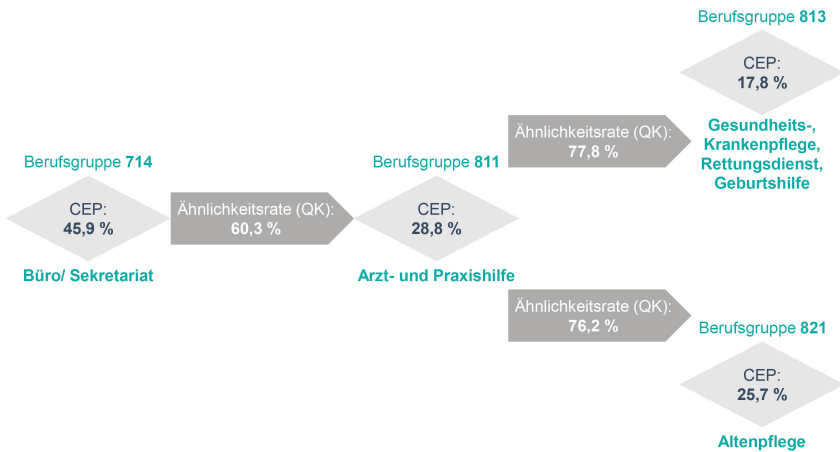 Berufsgruppe 714
CEP:
45,9 %
Büro/ Sekretariat
Ähnlichkeitsrate (QK):
60,3 %
Berufsgruppe 811
CEP:
28,8 %
Arzt- und Praxishilfe
Ähnlichkeitsrate (QK):
77,8 %
Berufsgruppe 813
CEP:
17,8 %
Gesundheits-,
Krankenpflege,
Rettungsdienst,
Geburtshilfe
Ähnlichkeitsrate (QK):
76,2 %
Berufsgruppe 821
CEP:
25,7 %
Altenpflege